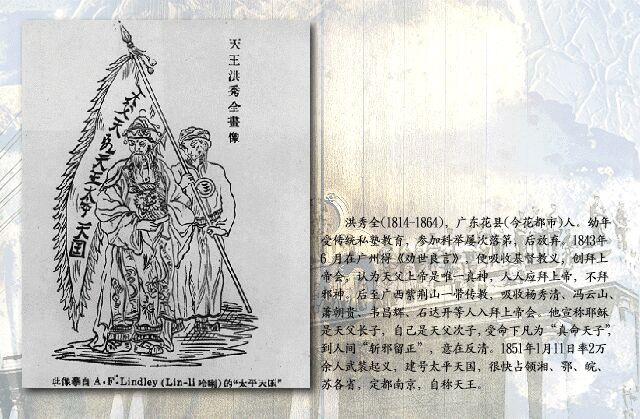 天王洪秀全畫像
太平天囯
此像摹自 A.F.Lindley (Lin-li 呤唎) 的“太平天国”
洪秀全(1814-1864)，广东花县(今花都市)人。幼年
受传统私塾教育，参加科举屡次落第，后放弃。1843年
6 月在广州得《劝世良言》，便吸收基督教义，创拜上
帝会，认为天父上帝是唯一真神，人人应拜上帝，不拜
邪神。后至广西紫荆山一带传教，吸收杨秀清、冯云山、
萧朝贵、韦昌辉、石达开等人入拜上帝会。他宣称耶稣
是天父长子，自己是天父次子，受命下凡为“真命天子”，
到人间“斩邪留正”，意在反清。1851年1月11日率2万
余人武装起义，建号太平天国，很快占领湘、鄂、皖、
苏各省，定都南京，自称天王。